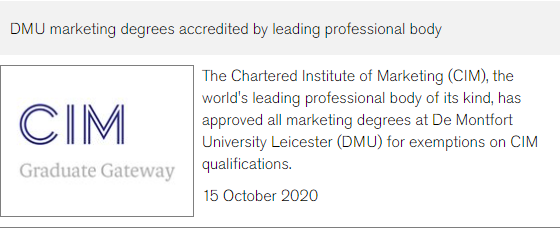 DMU marketing degrees accredited by leading professional body
CIM
Graduate Gateway
The Chartered Institute of Marketing (CIM), the
world's leading professional body of its kind, has
approved all marketing degrees at De Montfort
University Leicester (DMU) for exemptions on CIM
qualifications.
15 October 2020